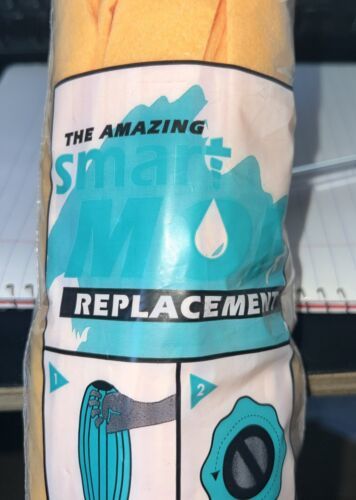 THE AMAZING
smart
MOP
REPLACEMENT
1
2